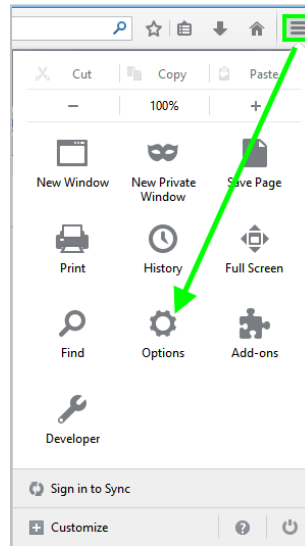 Cut Copy Paste
− 100% +
New Window New Private Window Save Page
Print History Full Screen
Find Options Add-ons
Developer
Sign in to Sync
Customize